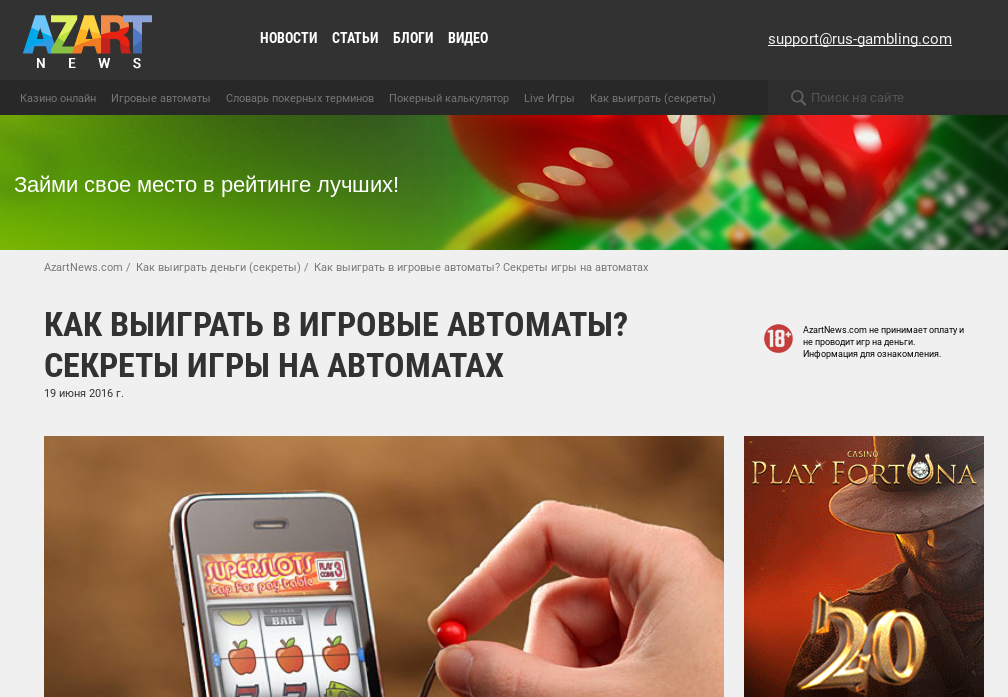 AZART
NEWS
НОВОСТИ СТАТЬИ БЛОГИ ВИДЕО
support@rus-gambling.com
Казино онлайн Игровые автоматы Словарь покерных терминов Покерный калькулятор Live Игры Как выиграть (секреты)
Поиск на сайте
Займи свое место в рейтинге лучших!
AzartNews.com / Как выиграть деньги (секреты) / Как выиграть в игровые автоматы? Секреты игры на автоматах
КАК ВЫИГРАТЬ В ИГРОВЫЕ АВТОМАТЫ?
СЕКРЕТЫ ИГРЫ НА АВТОМАТАХ
19 июня 2016 г.
18+
AzartNews.com не принимает оплату и
не проводит игр на деньги.
Информация для ознакомления.
SUPERSLOTS
tap for pay table
PLAY 3
COINS
BAR
CASINO
PLAY FORTUNA
20